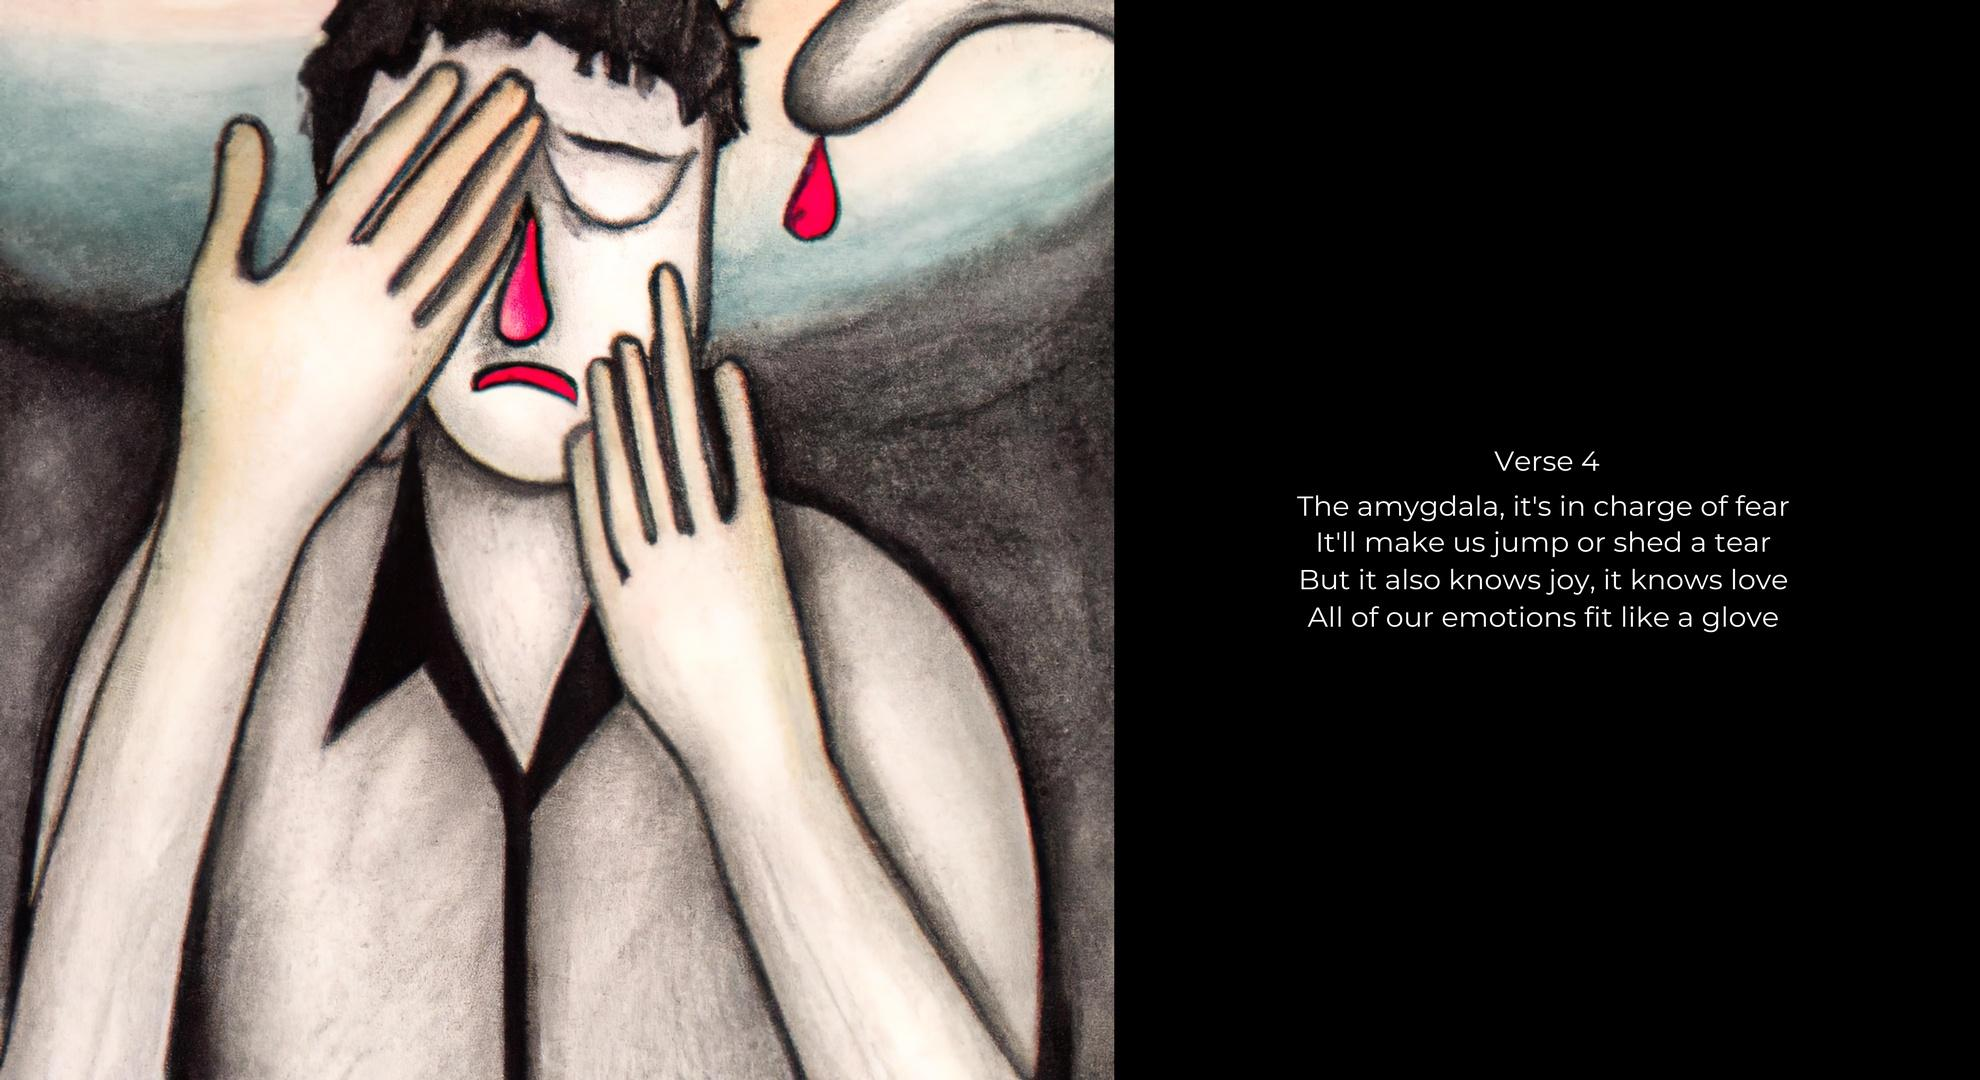 Verse 4
The amygdala, it's in charge of fear
It'll make us jump or shed a tear
But it also knows joy, it knows love
All of our emotions fit like a glove